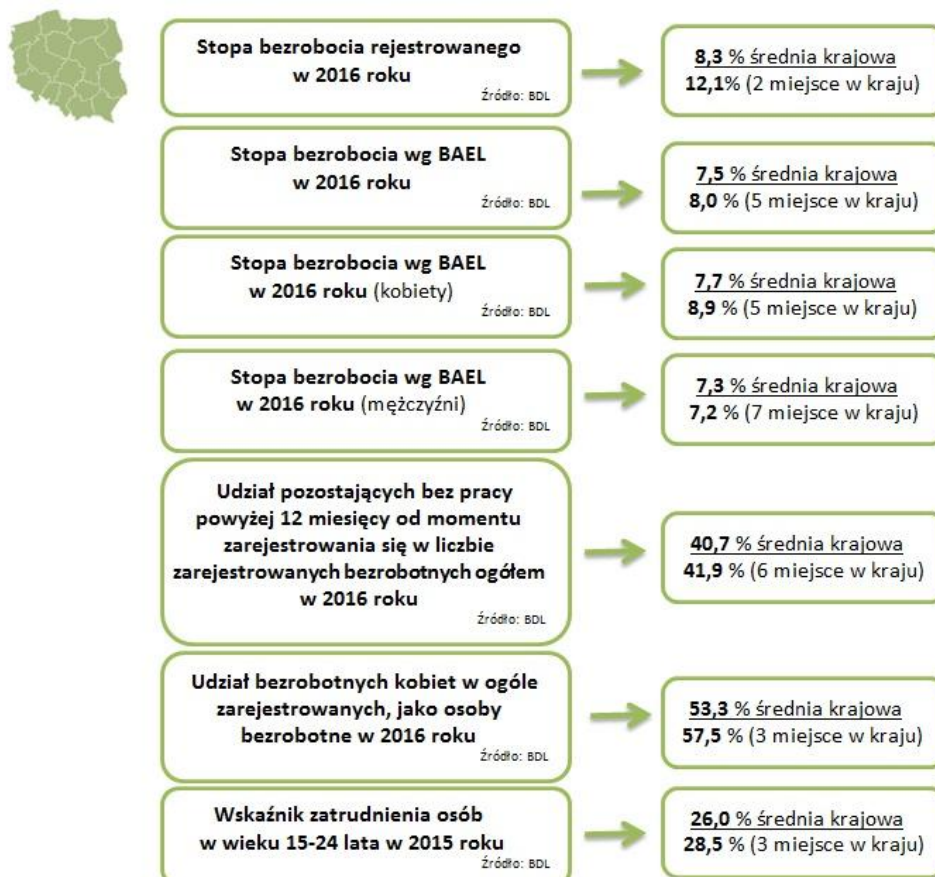 Stopa bezrobocia rejestrowanego
w 2016 roku
Źródło: BDL
8,3 % średnia krajowa
12,1% (2 miejsce w kraju)
Stopa bezrobocia wg BAEL
w 2016 roku
Źródło: BDL
7,5 % średnia krajowa
8,0 % (5 miejsce w kraju)
Stopa bezrobocia wg BAEL
w 2016 roku (kobiety)
Źródło: BDL
7,7 % średnia krajowa
8,9 % (5 miejsce w kraju)
Stopa bezrobocia wg BAEL
w 2016 roku (mężczyźni)
Źródło: BDL
7,3 % średnia krajowa
7,2 % (7 miejsce w kraju)
Udział pozostających bez pracy
powyżej 12 miesięcy od momentu
zarejestrowania się w liczbie
zarejestrowanych bezrobotnych ogółem
w 2016 roku
Źródło: BDL
40,7 % średnia krajowa
41,9 % (6 miejsce w kraju)
Udział bezrobotnych kobiet w ogóle
zarejestrowanych, jako osoby
bezrobotne w 2016 roku
Źródło: BDL
53,3 % średnia krajowa
57,5 % (3 miejsce w kraju)
Wskaźnik zatrudnienia osób
w wieku 15-24 lata w 2015 roku
Źródło: BDL
26,0 % średnia krajowa
28,5 % (3 miejsce w kraju)